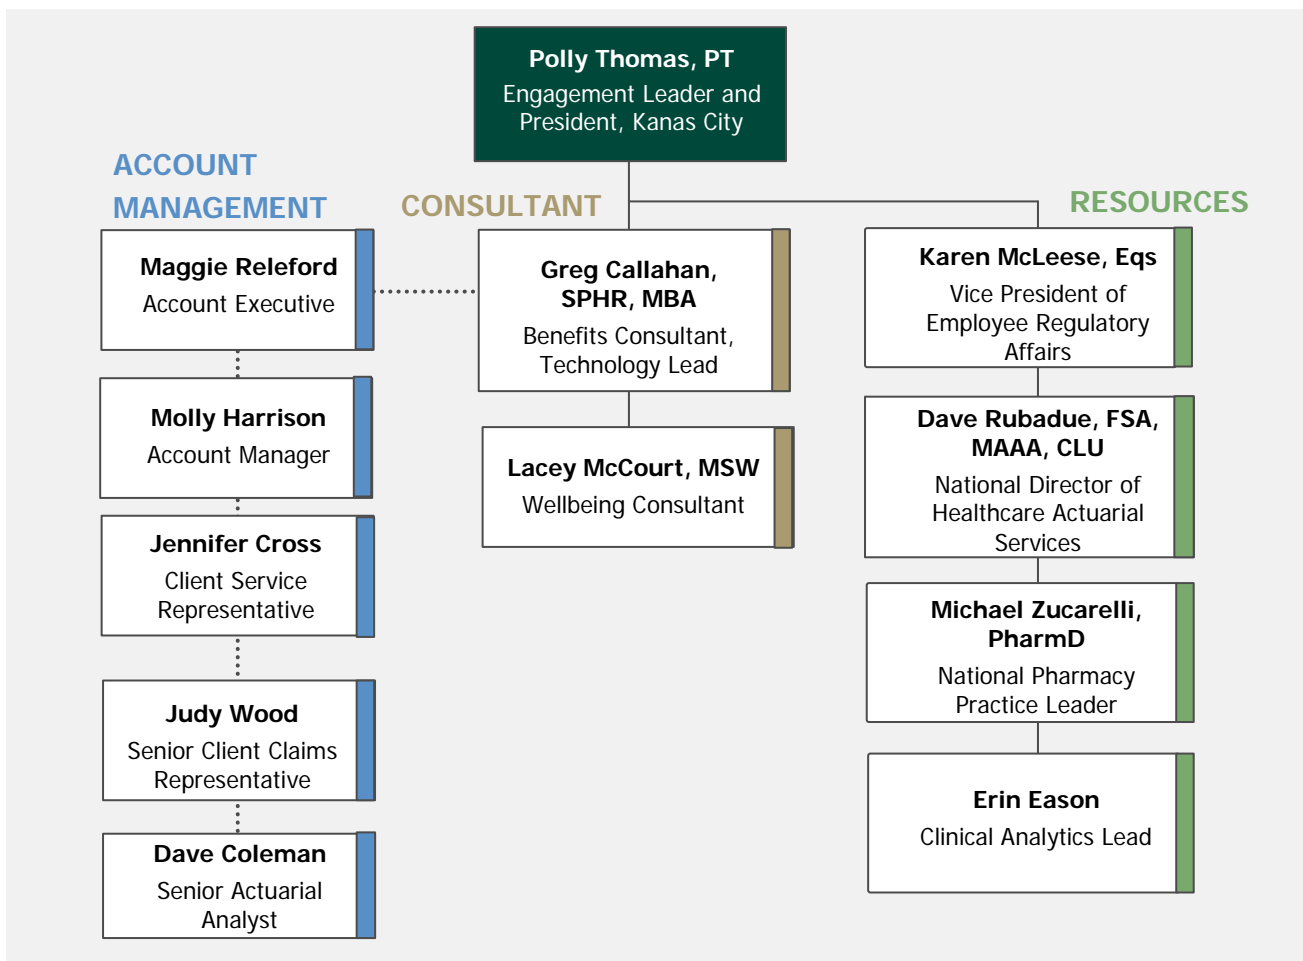 Polly Thomas, PT
Engagement Leader and
President, Kanas City
ACCOUNT
MANAGEMENT
Maggie Releford
Account Executive
Molly Harrison
Account Manager
Jennifer Cross
Client Service
Representative
Judy Wood
Senior Client Claims
Representative
Dave Coleman
Senior Actuarial
Analyst
CONSULTANT
Greg Callahan,
SPHR, MBA
Benefits Consultant,
Technology Lead
Lacey McCourt, MSW
Wellbeing Consultant
RESOURCES
Karen McLeese, Eqs
Vice President of
Employee Regulatory
Affairs
Dave Rubadue, FSA,
MAAA, CLU
National Director of
Healthcare Actuarial
Services
Michael Zucarelli,
PharmD
National Pharmacy
Practice Leader
Erin Eason
Clinical Analytics Lead